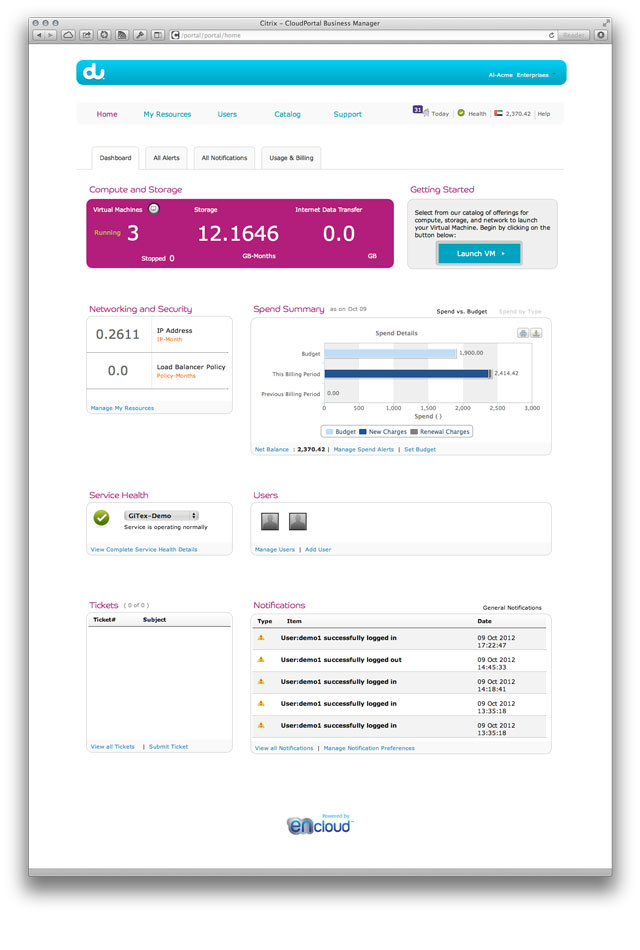 Citrix – CloudPortal Business Manager
/portal/portal/home
Reader
du
Al-Acme Enterprises
Home My Resources Users Catalog Support
31 Today Health 2,370.42 Help
Dashboard All Alerts All Notifications Usage & Billing
Compute and Storage
Virtual Machines Storage Internet Data Transfer
Running 3 12.1646 0.0
Stopped 0 GB-Months GB
Getting Started
Select from our catalog of offerings for
compute, storage, and network to launch
your Virtual Machine. Begin by clicking on the
button below:
Launch VM
Networking and Security
0.2611 IP Address
IP-Month
0.0 Load Balancer Policy
Policy-Months
Manage My Resources
Spend Summary as on Oct 09 Spend vs. Budget Spend by Type
Spend Details
Budget 1,900.00
This Billing Period 2,414.42
Previous Billing Period 0.00
0 500 1,000 1,500 2,000 2,500 3,000
Spend ( )
Budget New Charges Renewal Charges
Net Balance : 2,370.42 | Manage Spend Alerts | Set Budget
Service Health
GITex-Demo
Service is operating normally
View Complete Service Health Details
Users
Manage Users | Add User
Tickets ( 0 of 0 )
Ticket# Subject
View all Tickets | Submit Ticket
Notifications General Notifications
Type Item Date
User:demo1 successfully logged in 09 Oct 2012
17:22:47
User:demo1 successfully logged out 09 Oct 2012
14:45:33
User:demo1 successfully logged in 09 Oct 2012
14:18:41
User:demo1 successfully logged in 09 Oct 2012
13:35:18
User:demo1 successfully logged in 09 Oct 2012
13:35:18
View all Notifications | Manage Notification Preferences
Powered by
encloud™